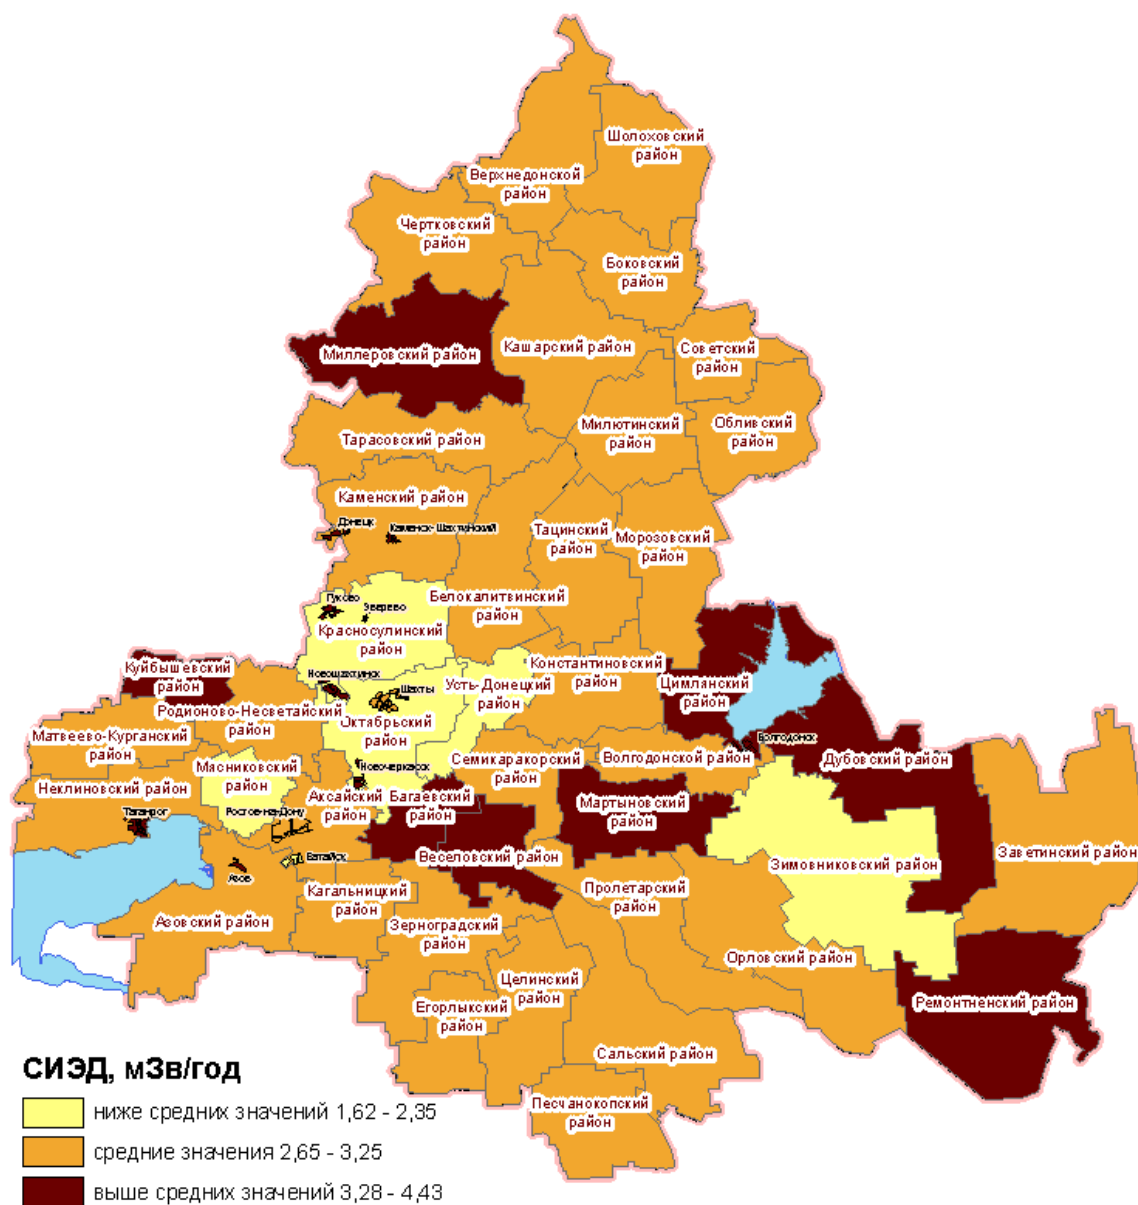 Шолоховский
район
Верхнедонской
район
Чертковский
район
Боковский
район
Миллеровский район
Кашарский район
Советский
район
Милютинский
район
Обливский
район
Тарасовский район
Каменский район
Донецк
Каменск-Шахтинский
Тацинский
район
Морозовский
район
Белокалитвинский
район
Гуково
Зверево
Красносулинский
район
Куйбышевский
район
Новошахтинск
Шахты
Усть-Донецкий
район
Константиновский
район
Цимлянский
район
Родионово-Несветайский
район
Октябрьский
район
Матвеево-Курганский
район
Волгодонск
Мясниковский
район
Новочеркасск
Семикаракорский
район
Волгодонской район
Дубовский район
Неклиновский район
Аксайский
район
Багаевский
район
Мартыновский
район
Таганрог
Ростов-на-Дону
Батайск
Веселовский район
Зимовниковский район
Заветинский район
Азов
Кагальницкий
район
Пролетарский
район
Азовский район
Зерноградский
район
Орловский район
Целинский
район
Егорлыкский
район
Ремонтненский район
Сальский район
Песчанокопский
район
СИЭД, мЗв/год
ниже средних значений 1,62 - 2,35
средние значения 2,65 - 3,25
выше средних значений 3,28 - 4,43